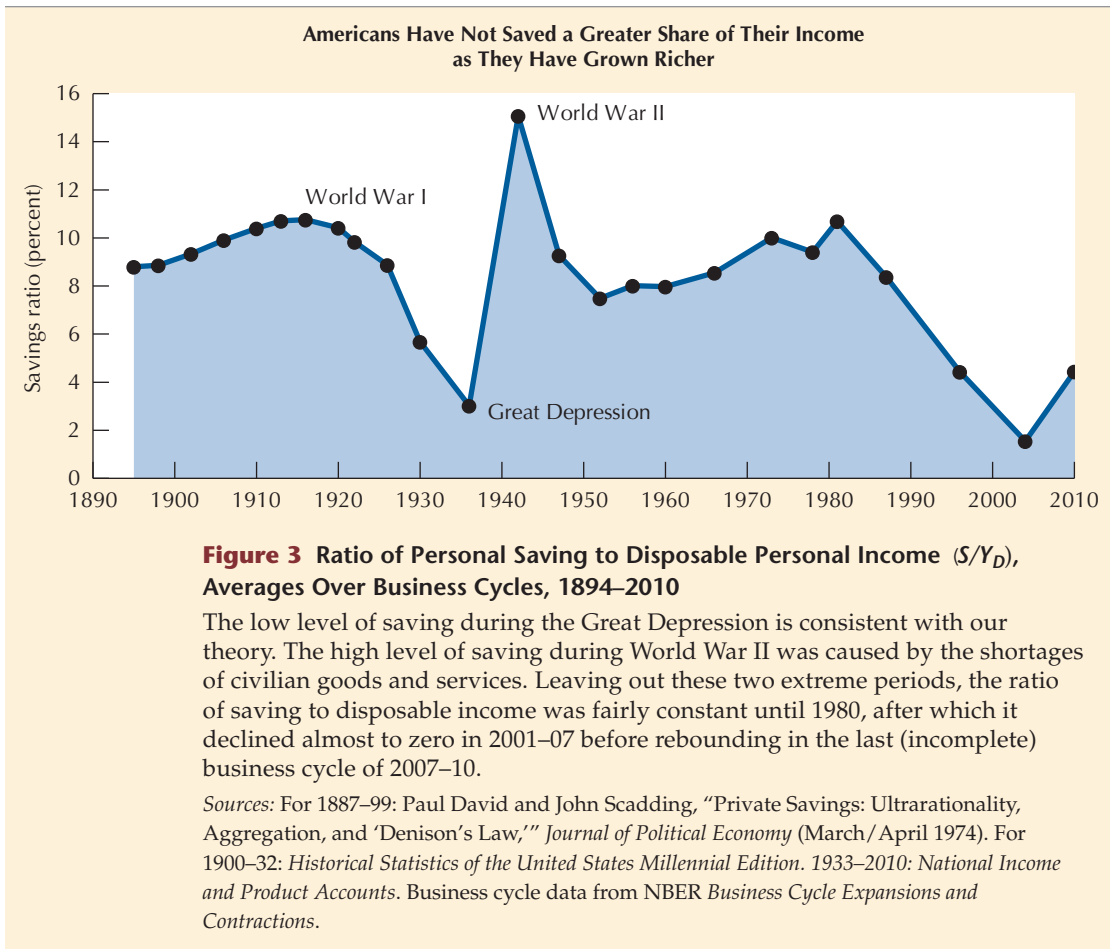 Americans Have Not Saved a Greater Share of Their Income
as They Have Grown Richer
16
14
12
10
8
6
4
2
0
Savings ratio (percent)
World War I
World War II
Great Depression
1890 1900 1910 1920 1930 1940 1950 1960 1970 1980 1990 2000 2010
Figure 3 Ratio of Personal Saving to Disposable Personal Income (S/Y_D),
Averages Over Business Cycles, 1894–2010
The low level of saving during the Great Depression is consistent with our
theory. The high level of saving during World War II was caused by the shortages
of civilian goods and services. Leaving out these two extreme periods, the ratio
of saving to disposable income was fairly constant until 1980, after which it
declined almost to zero in 2001–07 before rebounding in the last (incomplete)
business cycle of 2007–10.
Sources: For 1887–99: Paul David and John Scadding, “Private Savings: Ultrarationality,
Aggregation, and ‘Denison’s Law,’” Journal of Political Economy (March/April 1974). For
1900–32: Historical Statistics of the United States Millennial Edition. 1933–2010: National Income
and Product Accounts. Business cycle data from NBER Business Cycle Expansions and
Contractions.